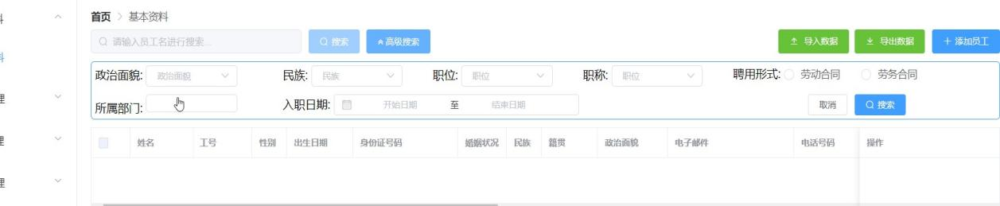 料
首页 > 基本资料
请输入员工名进行搜索... 搜索 高级搜索 导入数据 导出数据 + 添加员工
料
政治面貌: 政治面貌 民族: 民族 职位: 职位 职称: 职位 聘用形式: 劳动合同 劳务合同
理
所属部门: 入职日期: 开始日期 至 结束日期 取消 搜索
姓名 工号 性别 出生日期 身份证号码 婚姻状况 民族 籍贯 政治面貌 电子邮件 电话号码 操作
理
理